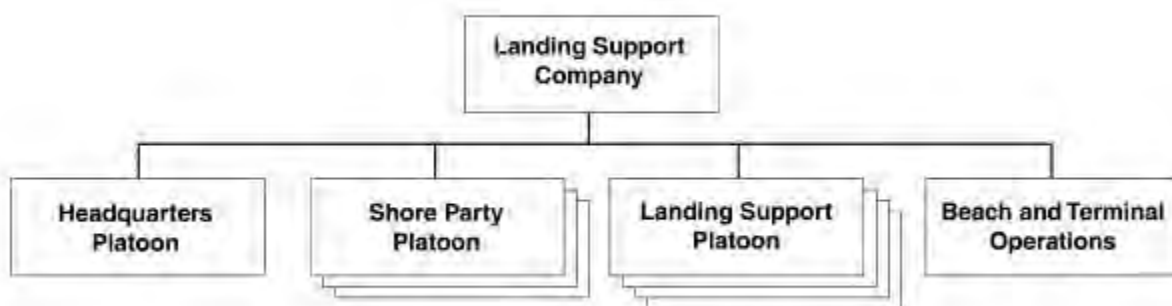 Landing Support
Company
Headquarters
Platoon
Shore Party
Platoon
Landing Support
Platoon
Beach and Terminal
Operations